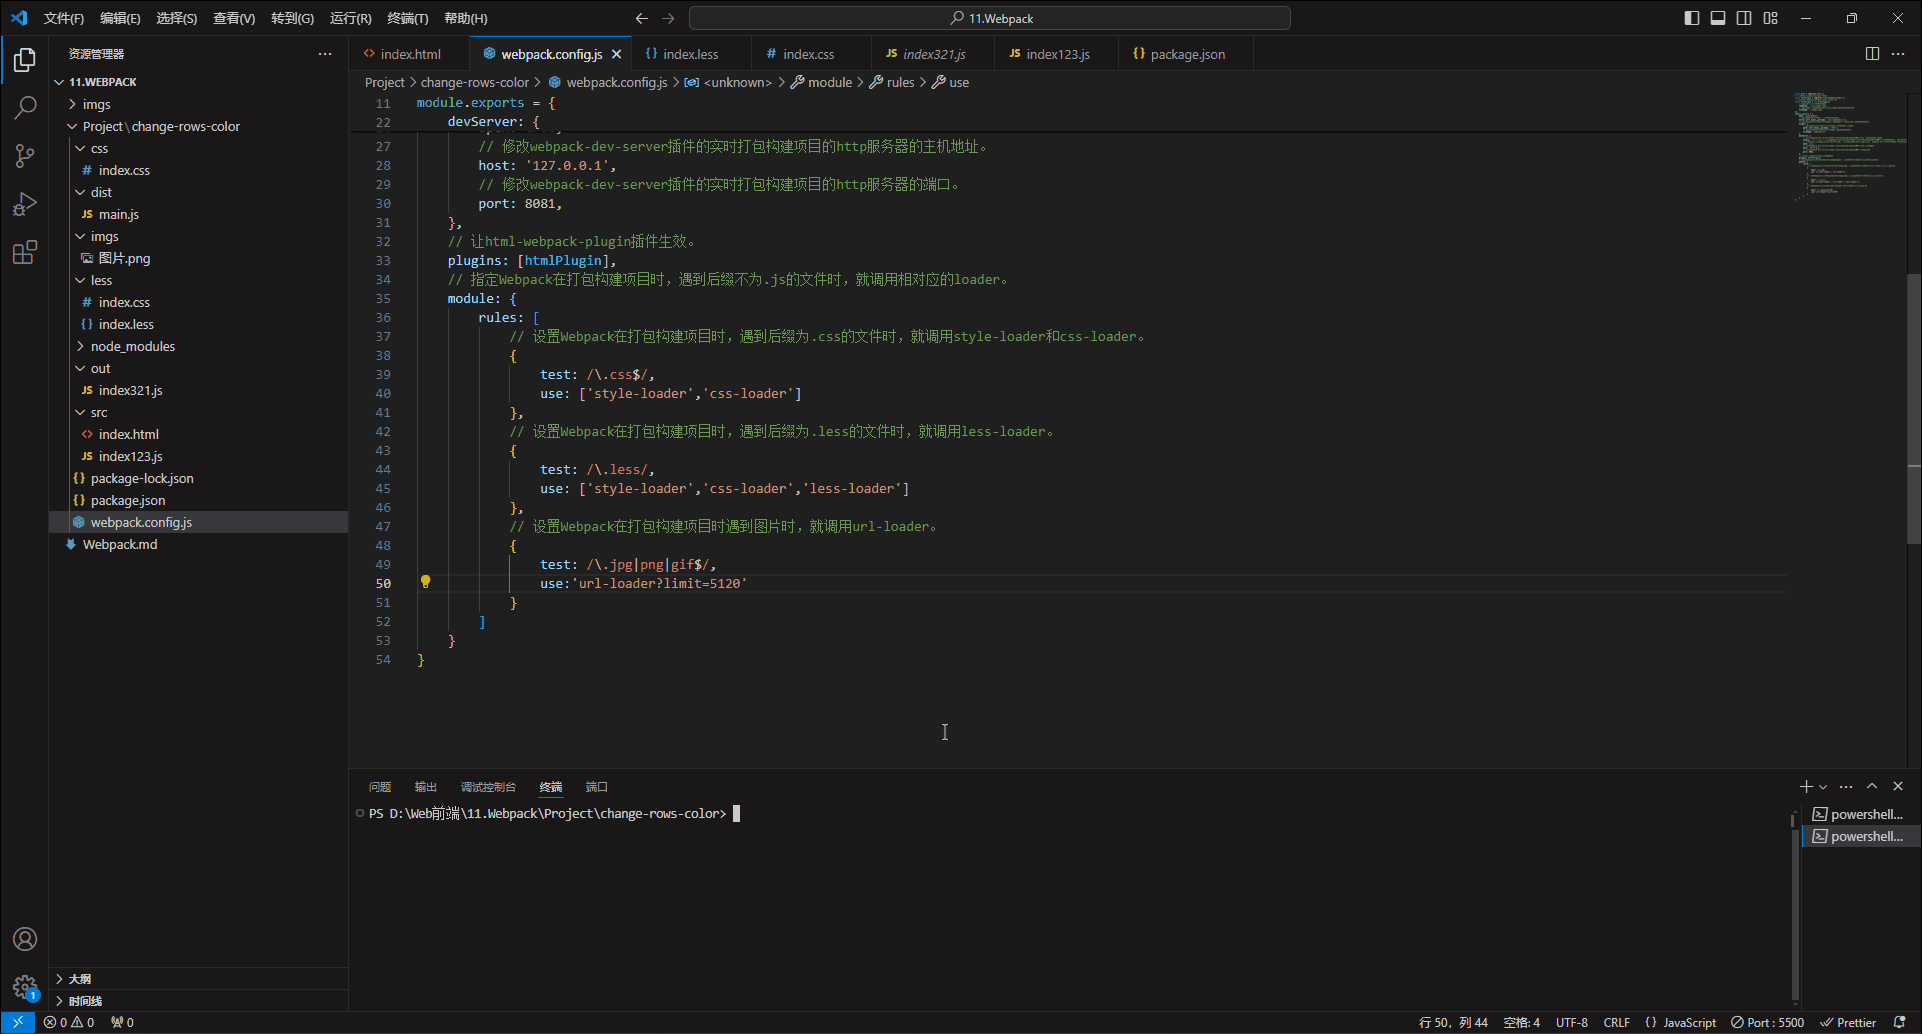 文件(F) 编辑(E) 选择(S) 查看(V) 转到(G) 运行(R) 终端(T) 帮助(H)
11.Webpack
资源管理器
11.WEBPACK
imgs
Project\change-rows-color
css
# index.css
dist
JS main.js
imgs
图片.png
less
# index.css
{} index.less
node_modules
out
JS index321.js
src
<> index.html
JS index123.js
{} package-lock.json
{} package.json
webpack.config.js
Webpack.md
大纲
时间线
<> index.html
webpack.config.js
{} index.less
# index.css
JS index321.js
JS index123.js
{} package.json
Project > change-rows-color > webpack.config.js > <unknown> > module > rules > use
11 module.exports = {
22 devServer: {
27 // 修改webpack-dev-server插件的实时打包构建项目的http服务器的主机地址。
28 host: '127.0.0.1',
29 // 修改webpack-dev-server插件的实时打包构建项目的http服务器的端口。
30 port: 8081,
31 },
32 // 让html-webpack-plugin插件生效。
33 plugins: [htmlPlugin],
34 // 指定Webpack在打包构建项目时，遇到后缀不为.js的文件时，就调用相对应的loader。
35 module: {
36 rules: [
37 // 设置Webpack在打包构建项目时，遇到后缀为.css的文件时，就调用style-loader和css-loader。
38 {
39 test: /\.css$/,
40 use: ['style-loader','css-loader']
41 },
42 // 设置Webpack在打包构建项目时，遇到后缀为.less的文件时，就调用less-loader。
43 {
44 test: /\.less/,
45 use: ['style-loader','css-loader','less-loader']
46 },
47 // 设置Webpack在打包构建项目时遇到图片时，就调用url-loader。
48 {
49 test: /\.jpg|png|gif$/,
50 use:'url-loader?limit=5120'
51 }
52 ]
53 }
54 }
问题 输出 调试控制台 终端 端口
PS D:\Web前端\11.Webpack\Project\change-rows-color>
powershell...
powershell...
1
0 0 0
行 50，列 44 空格: 4 UTF-8 CRLF {} JavaScript Port : 5500 Prettier